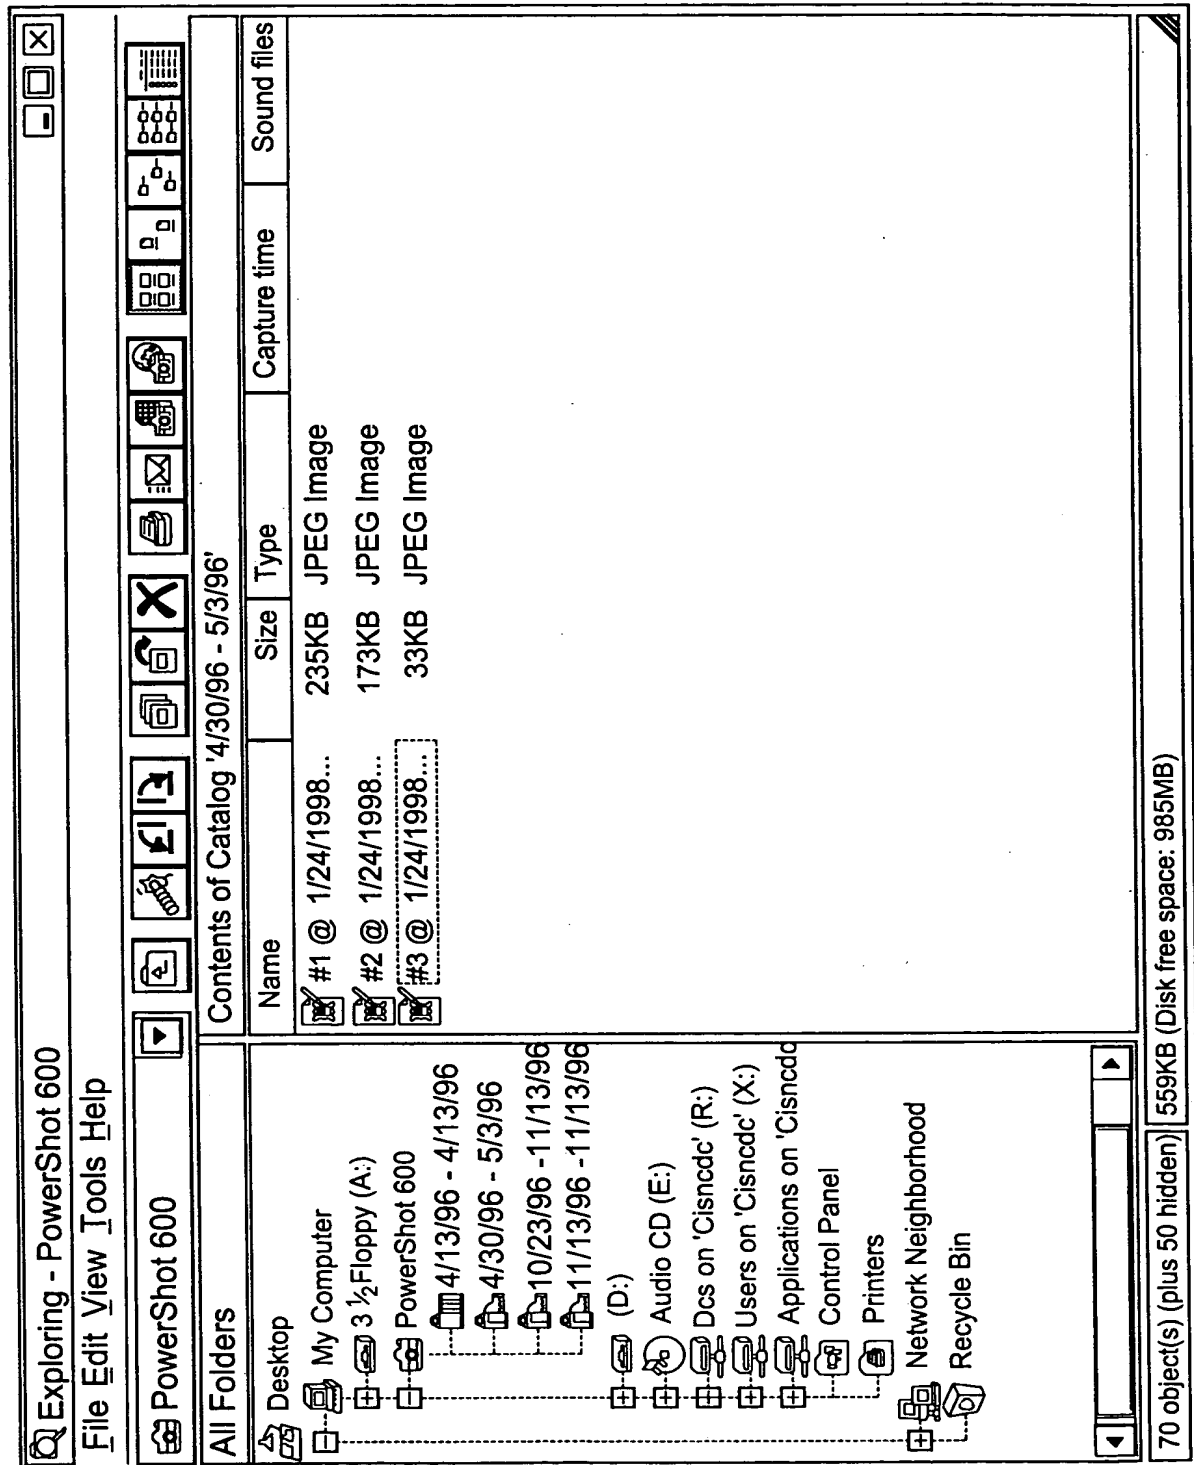 Exploring - PowerShot 600
File Edit View Tools Help
PowerShot 600
All Folders
Contents of Catalog '4/30/96 - 5/3/96'
Desktop
My Computer
3 ½ Floppy (A:)
PowerShot 600
4/13/96 - 4/13/96
4/30/96 - 5/3/96
10/23/96 -11/13/96
11/13/96 -11/13/96
(D:)
Audio CD (E:)
Dcs on 'Cisncdc' (R:)
Users on 'Cisncdc' (X:)
Applications on 'Cisncdc
Control Panel
Printers
Network Neighborhood
Recycle Bin
Name Size Type Capture time Sound files
#1 @ 1/24/1998... 235KB JPEG Image
#2 @ 1/24/1998... 173KB JPEG Image
#3 @ 1/24/1998... 33KB JPEG Image
70 object(s) (plus 50 hidden) 559KB (Disk free space: 985MB)